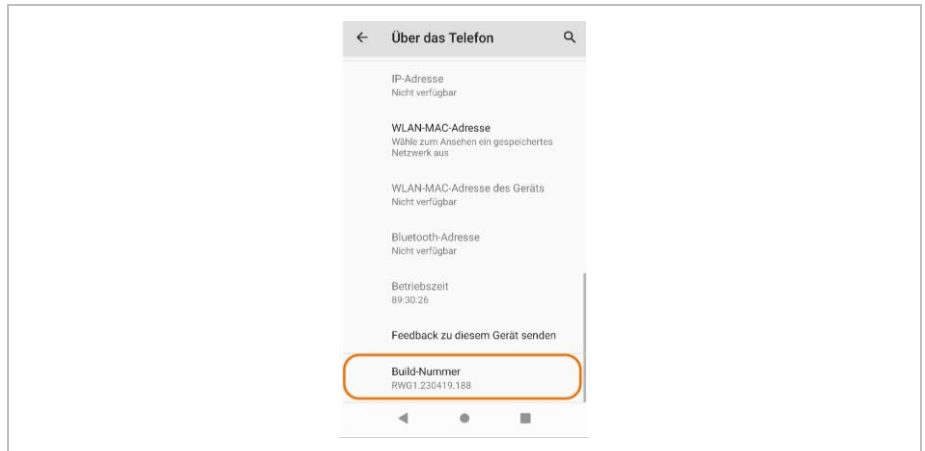 Über das Telefon
IP-Adresse
Nicht verfügbar
WLAN-MAC-Adresse
Wähle zum Ansehen ein gespeichertes
Netzwerk aus
WLAN-MAC-Adresse des Geräts
Nicht verfügbar
Bluetooth-Adresse
Nicht verfügbar
Betriebszeit
89:30:26
Feedback zu diesem Gerät senden
Build-Nummer
RWG1.230419.188